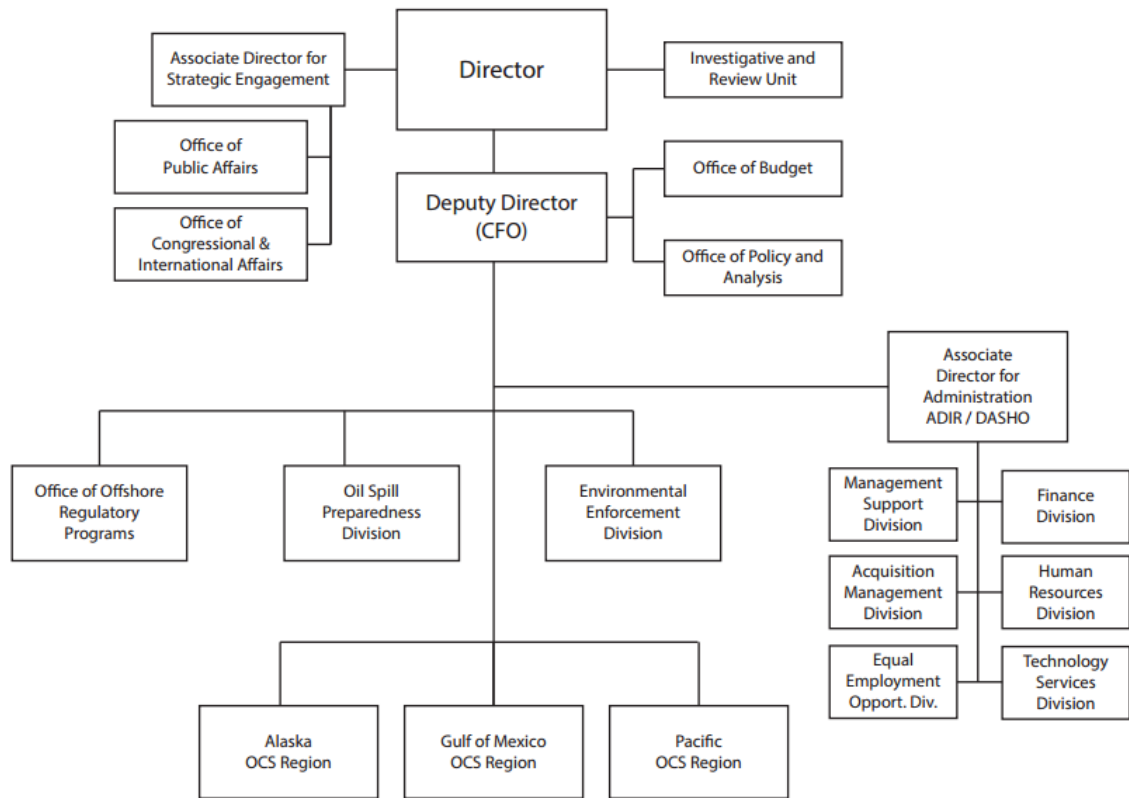 Associate Director for
Strategic Engagement
Director
Investigative and
Review Unit
Office of
Public Affairs
Office of Budget
Deputy Director
(CFO)
Office of
Congressional &
International Affairs
Office of Policy and
Analysis
Associate
Director for
Administration
ADIR / DASHO
Office of Offshore
Regulatory
Programs
Oil Spill
Preparedness
Division
Environmental
Enforcement
Division
Management
Support
Division
Finance
Division
Acquisition
Management
Division
Human
Resources
Division
Equal
Employment
Opport. Div.
Technology
Services
Division
Alaska
OCS Region
Gulf of Mexico
OCS Region
Pacific
OCS Region